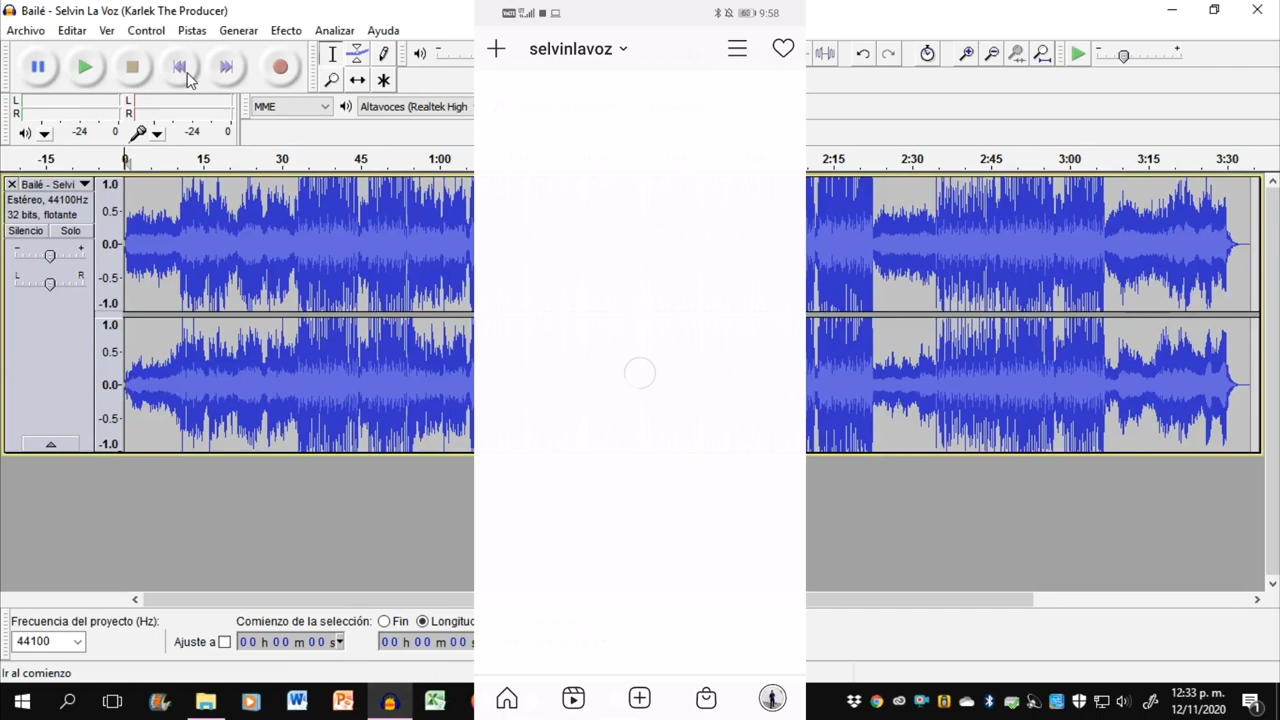 Bailé - Selvin La Voz (Karlek The Producer)
Archivo Editar Ver Control Pistas Generar Efecto Analizar Ayuda
L
R
-24 0
L
R
-24 0
MME
Altavoces (Realtek High
-15 0 15 30 45 1:00 2:15 2:30 2:45 3:00 3:15 3:30
Bailé - Selvi
Estéreo, 44100Hz
32 bits, flotante
Silencio Solo
- +
L R
1.0
0.5
0.0
-0.5
-1.0
1.0
0.5
0.0
-0.5
-1.0
9:58
selvinlavoz
Frecuencia del proyecto (Hz):
44100
Ajuste a
Comienzo de la selección: Fin Longitud
00 h 00 m 00 s
00 h 00 m 00 s
Ir al comienzo
12:33 p. m.
12/11/2020